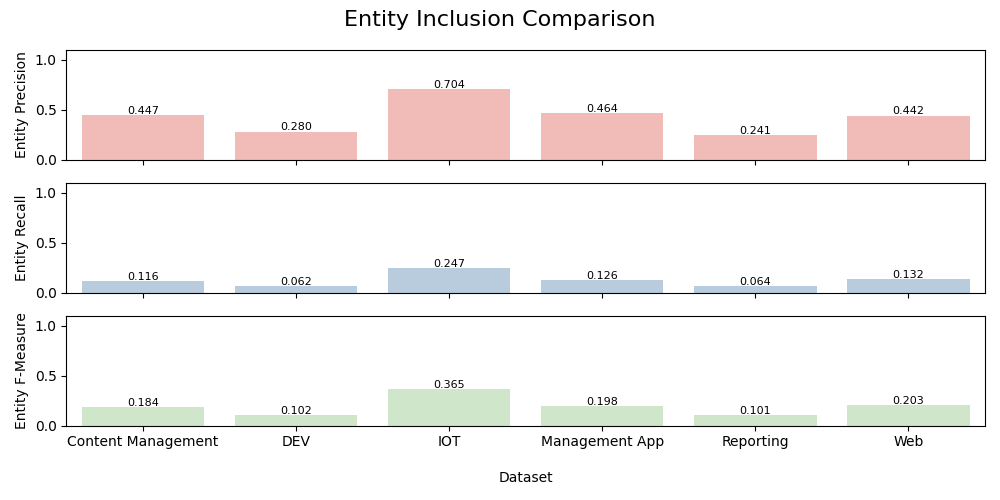 Entity Inclusion Comparison
Entity Precision
1.0
0.5
0.0
0.447
0.280
0.704
0.464
0.241
0.442
Entity Recall
1.0
0.5
0.0
0.116
0.062
0.247
0.126
0.064
0.132
Entity F-Measure
1.0
0.5
0.0
0.184
0.102
0.365
0.198
0.101
0.203
Content Management
DEV
IOT
Management App
Reporting
Web
Dataset